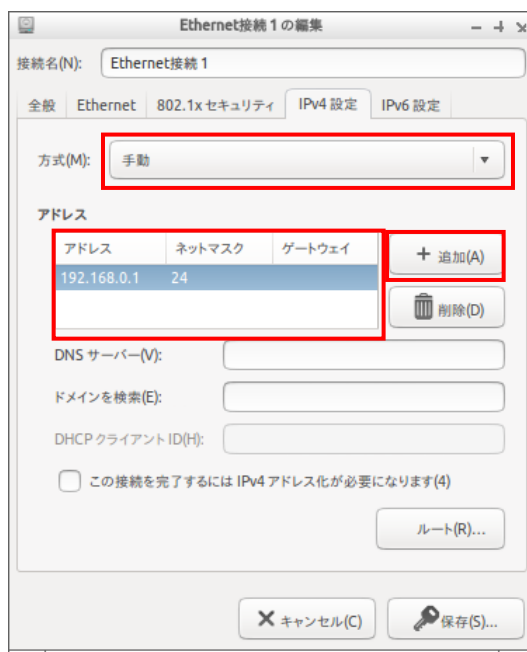 Ethernet接続 1 の編集
接続名(N): Ethernet接続 1
全般 Ethernet 802.1x セキュリティ IPv4 設定 IPv6 設定
方式(M): 手動
アドレス
アドレス ネットマスク ゲートウェイ
192.168.0.1 24
追加(A)
削除(D)
DNS サーバー(V):
ドメインを検索(E):
DHCP クライアント ID(H):
この接続を完了するには IPv4 アドレス化が必要になります(4)
ルート(R)...
キャンセル(C) 保存(S)...